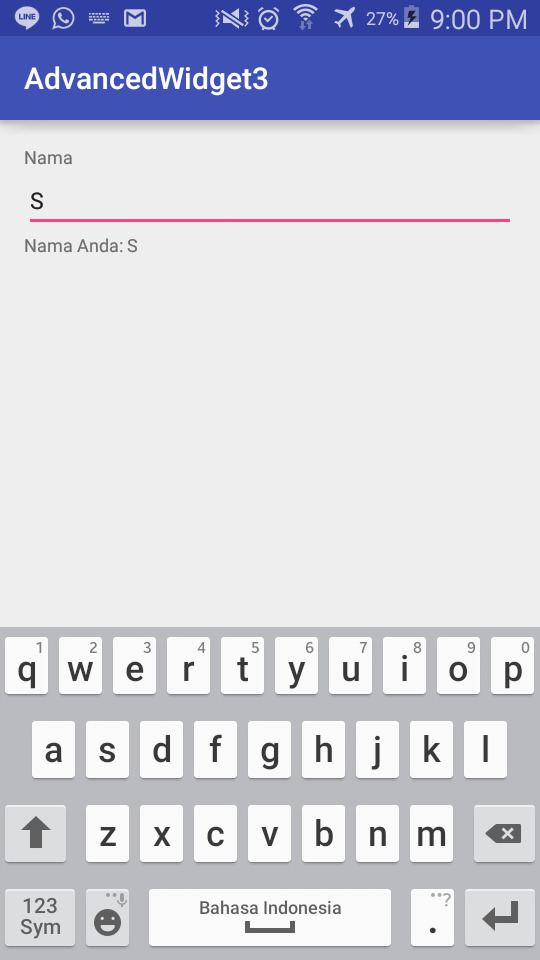 LINE 27% 9:00 PM
AdvancedWidget3
Nama
S
Nama Anda: S
q 1 w 2 e 3 r 4 t 5 y 6 u 7 i 8 o 9 p 0
a s d f g h j k l
z x c v b n m
123 Sym Bahasa Indonesia . ?